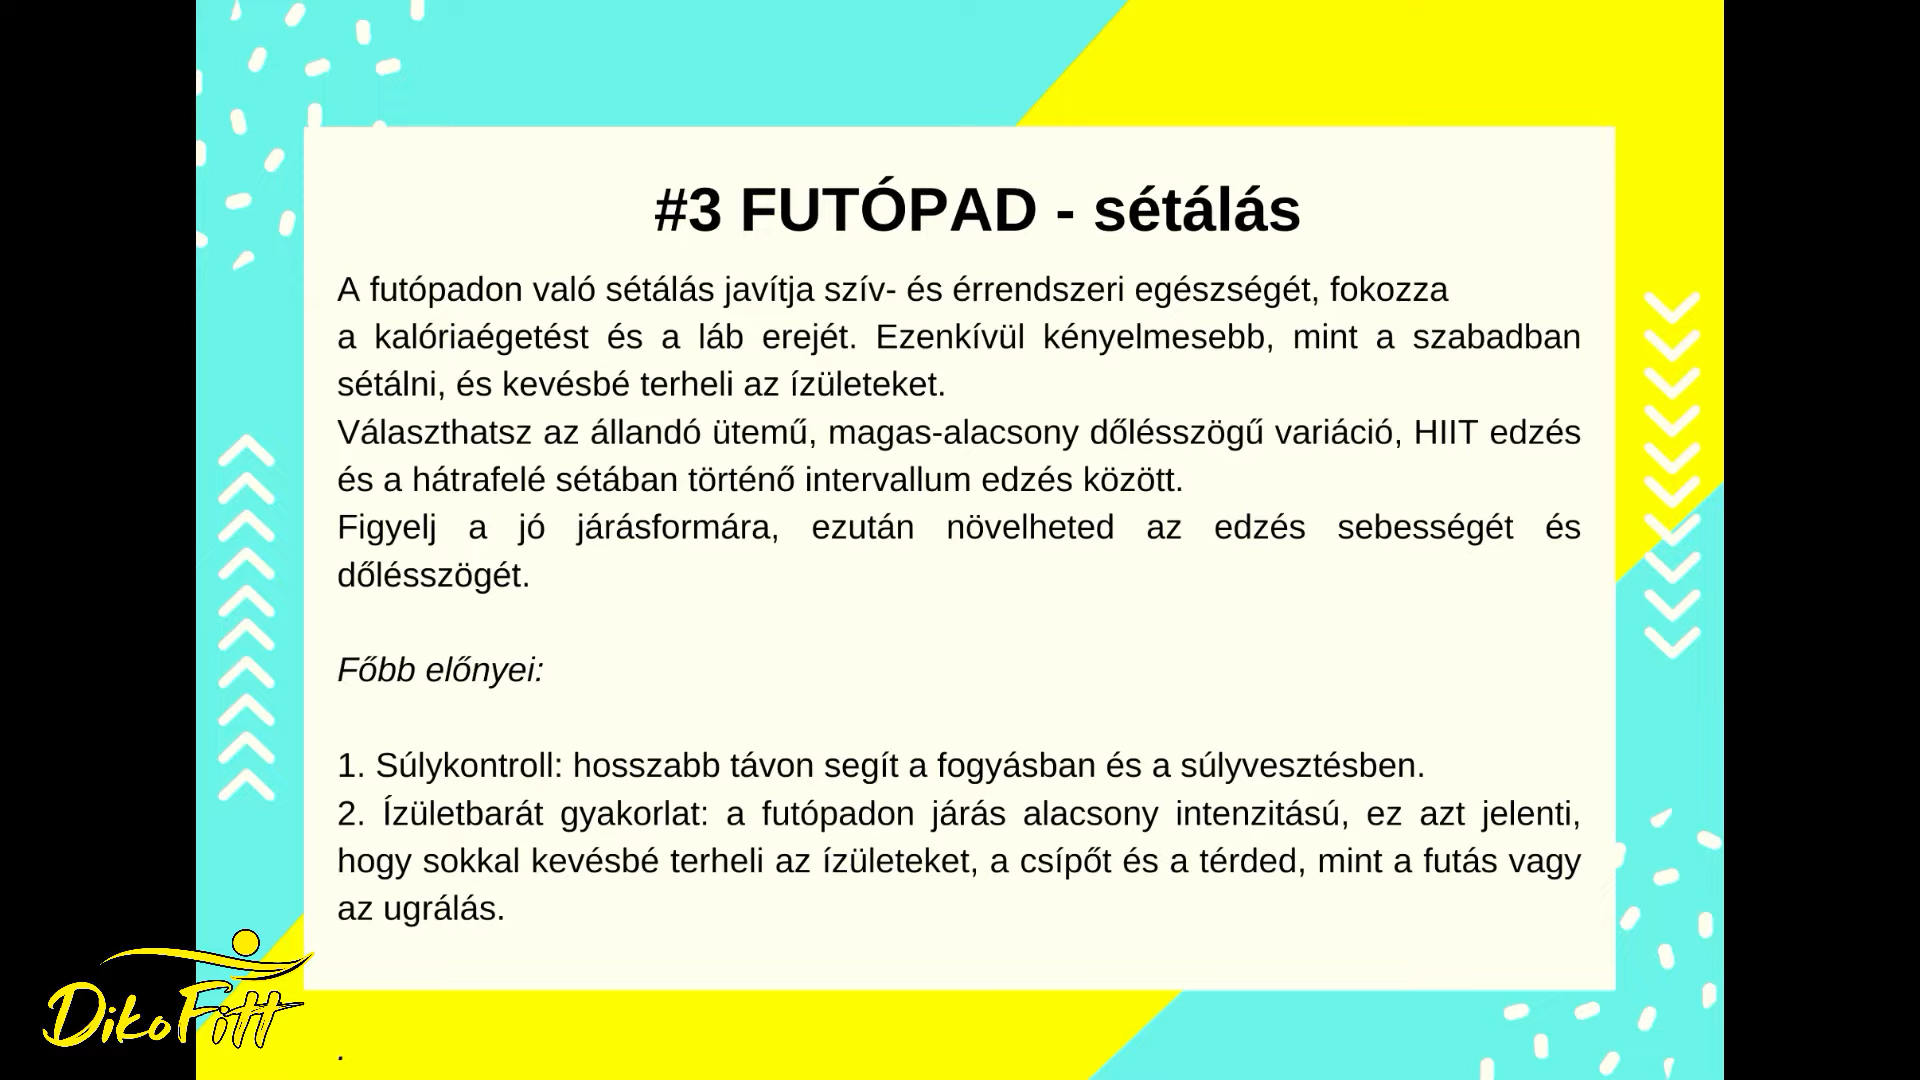 #3 FUTÓPAD - sétálás
A futópadon való sétálás javítja szív- és érrendszeri egészségét, fokozza
a kalóriaégetést és a láb erejét. Ezenkívül kényelmesebb, mint a szabadban
sétálni, és kevésbé terheli az ízületeket.
Választhatsz az állandó ütemű, magas-alacsony dőlésszögű variáció, HIIT edzés
és a hátrafelé sétában történő intervallum edzés között.
Figyelj a jó járásformára, ezután növelheted az edzés sebességét és
dőlésszögét.
Főbb előnyei:
1. Súlykontroll: hosszabb távon segít a fogyásban és a súlyvesztésben.
2. Ízületbarát gyakorlat: a futópadon járás alacsony intenzitású, ez azt jelenti,
hogy sokkal kevésbé terheli az ízületeket, a csípőt és a térded, mint a futás vagy
az ugrálás.
DikoFitt
.